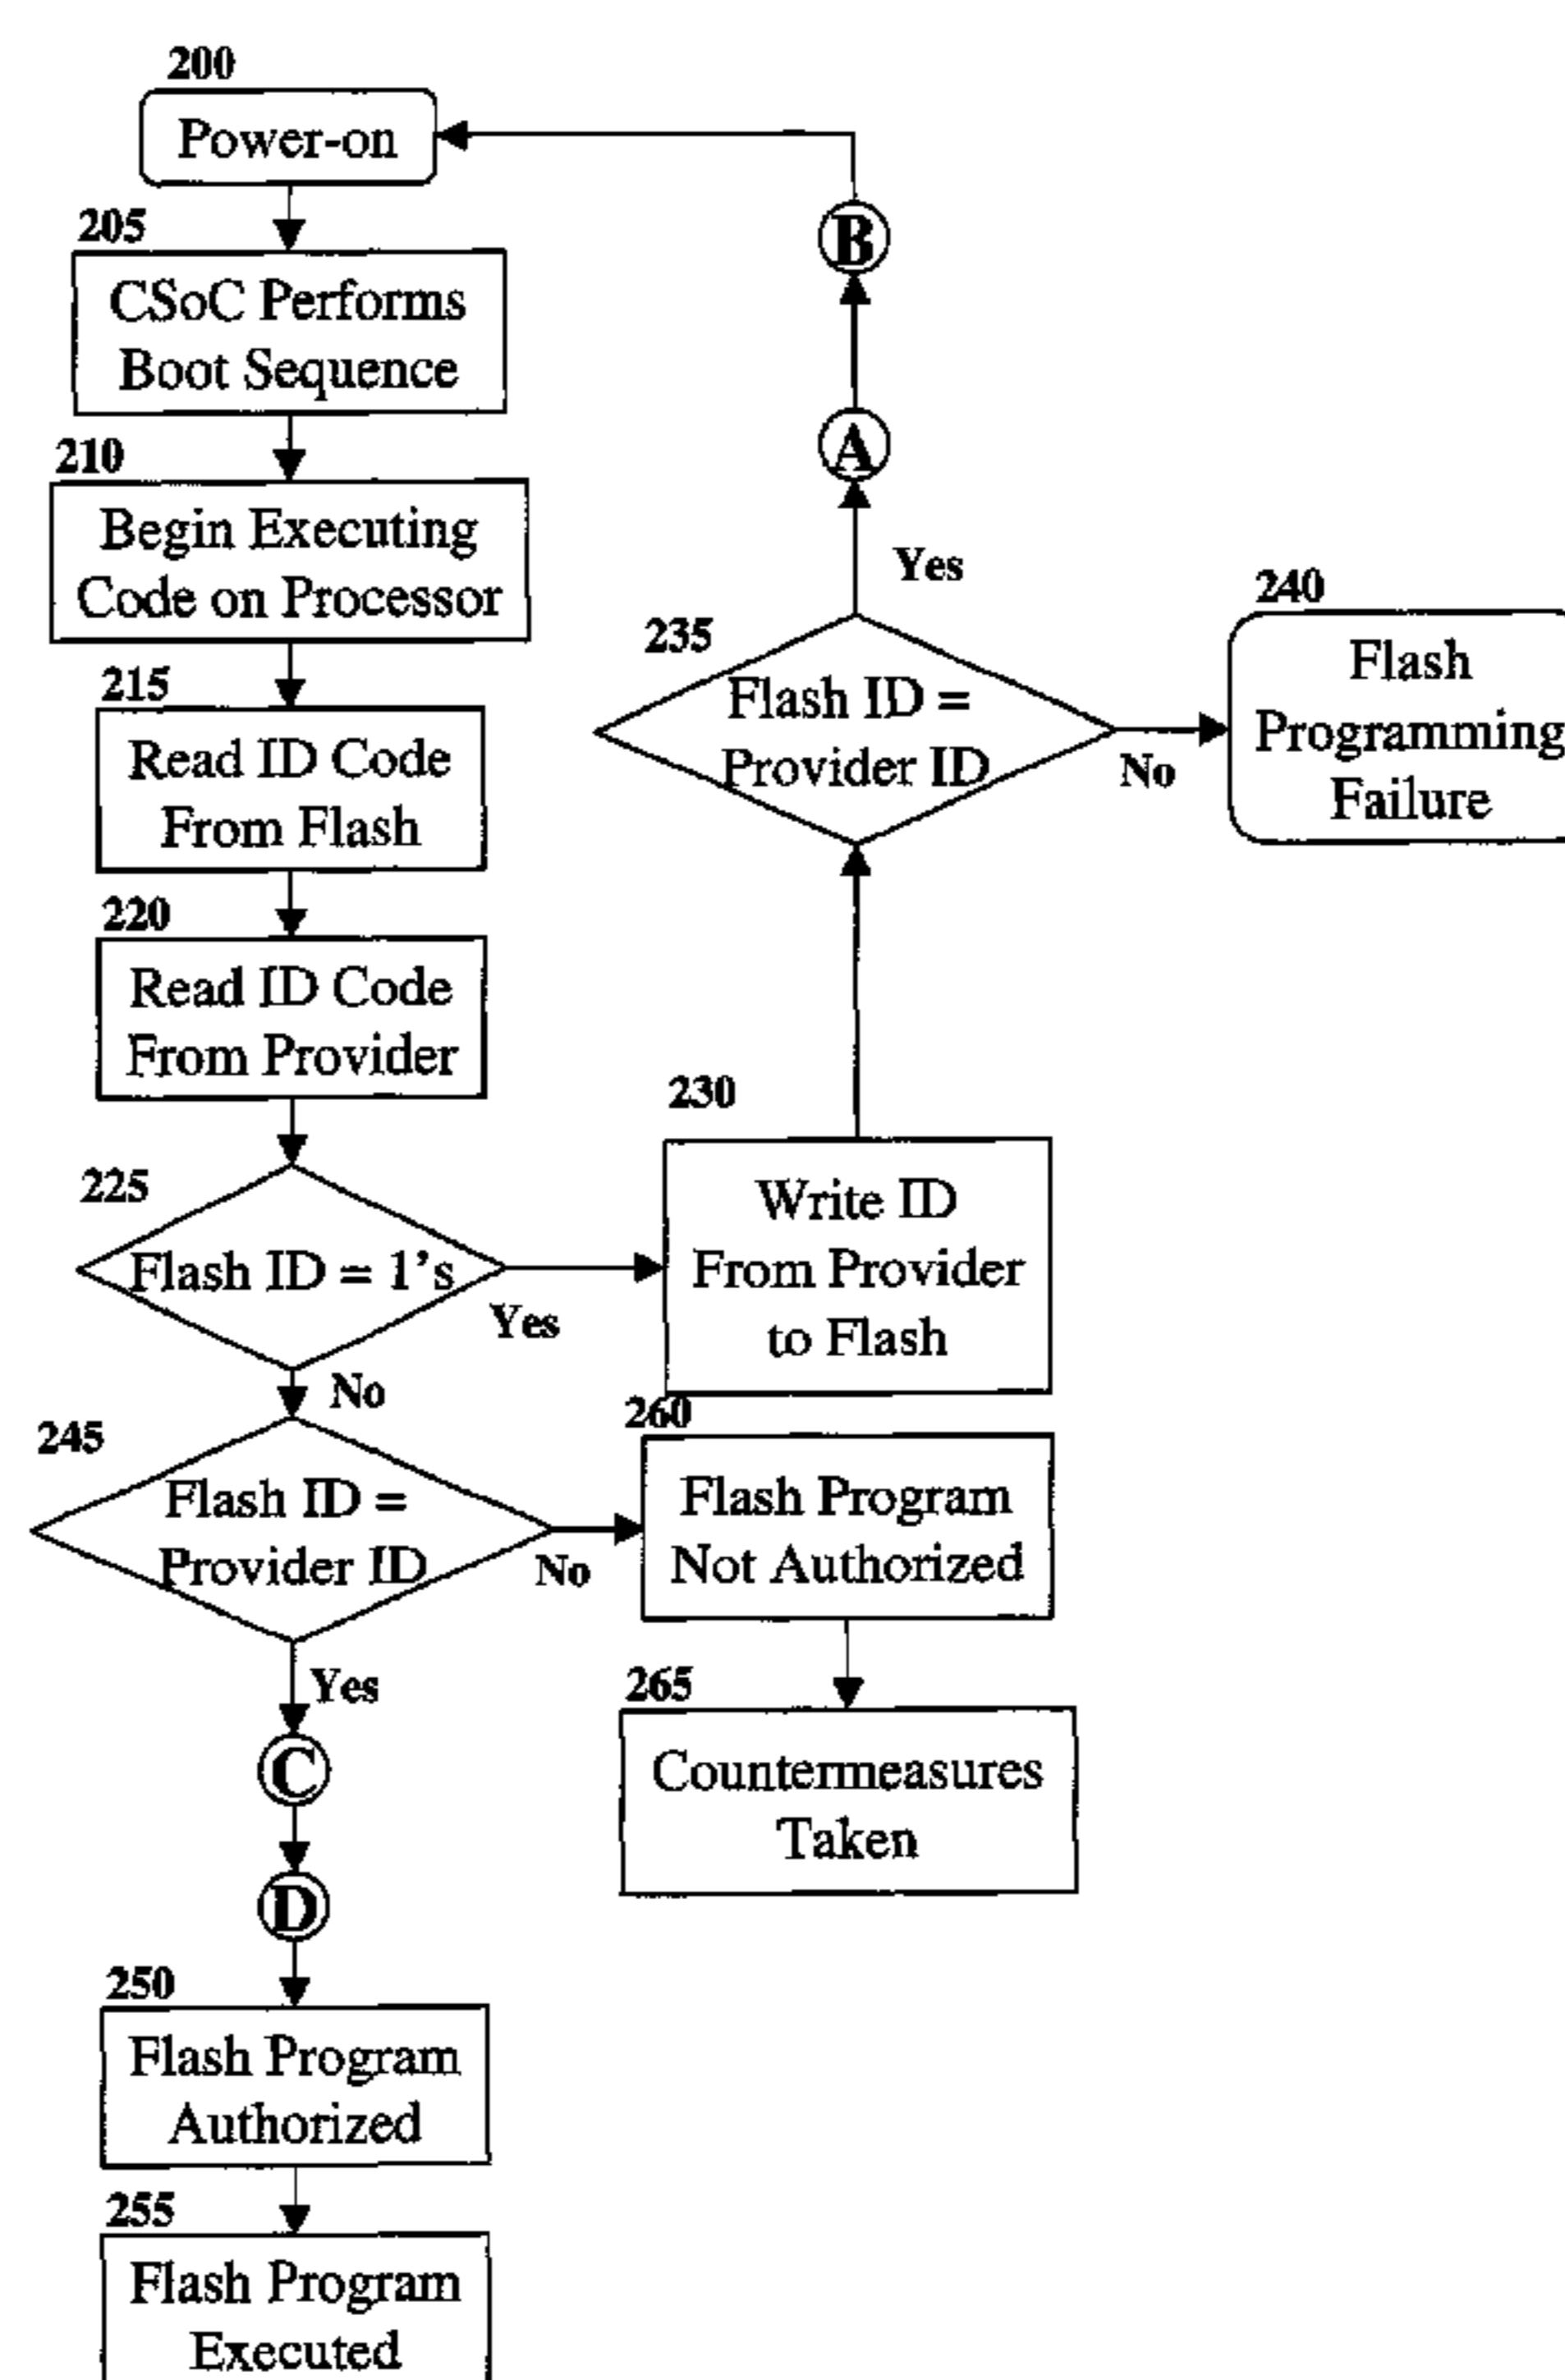 200
Power-on
205
CSoC Performs
Boot Sequence
210
Begin Executing
Code on Processor
215
Read ID Code
From Flash
220
Read ID Code
From Provider
225
Flash ID = 1's
Yes
No
230
Write ID
From Provider
to Flash
235
Flash ID =
Provider ID
Yes
No
A
B
240
Flash
Programming
Failure
245
Flash ID =
Provider ID
No
Yes
260
Flash Program
Not Authorized
265
Countermeasures
Taken
C
D
250
Flash Program
Authorized
255
Flash Program
Executed